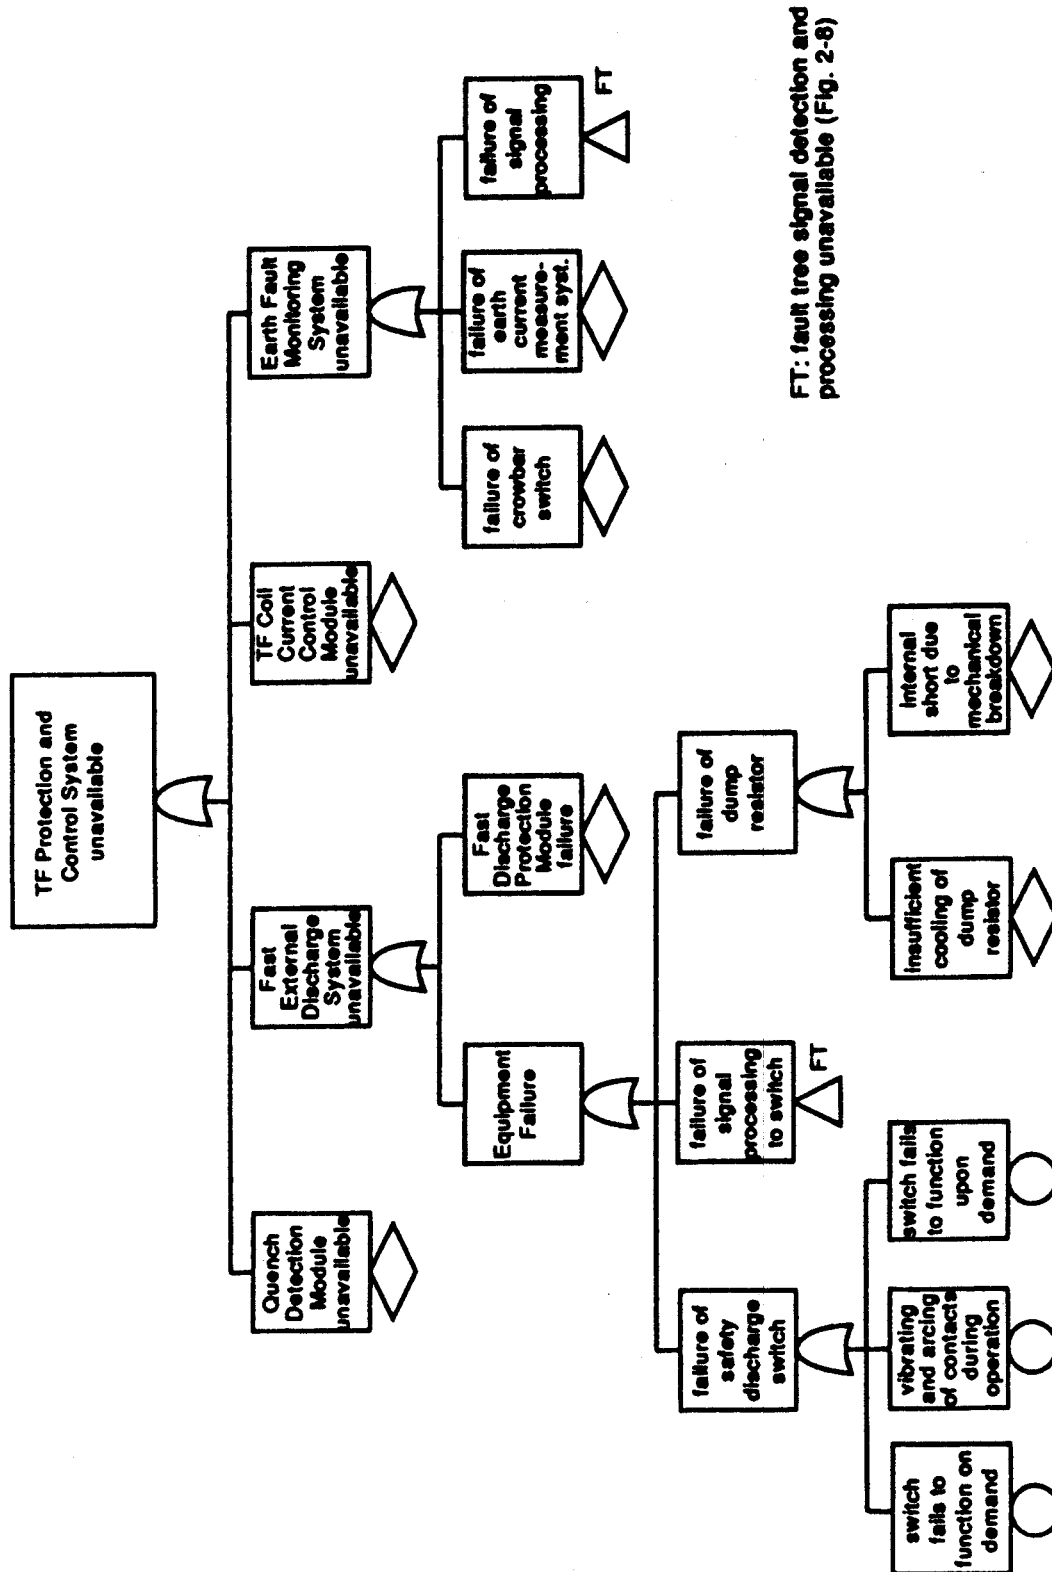 TF Protection and
Control System
unavailable
Quench
Detection
Module
unavailable
Fast
External
Discharge
System
unavailable
TF Coil
Current
Control
Module
unavailable
Earth Fault
Monitoring
System
unavailable
Equipment
Failure
Fast
Discharge
Protection
Module
failure
failure of
crowbar
switch
failure of
earth
current
measure-
ment syst.
failure of
signal
processing
FT
failure of
safety
discharge
switch
failure of
signal
processing
to switch
FT
failure of
dump
resistor
switch
fails to
function on
demand
vibrating
and arcing
of contacts
during
operation
switch fails
to function
upon
demand
insufficient
cooling of
dump
resistor
internal
short due
to
mechanical
breakdown
FT: fault tree signal detection and
processing unavailable (Fig. 2-8)